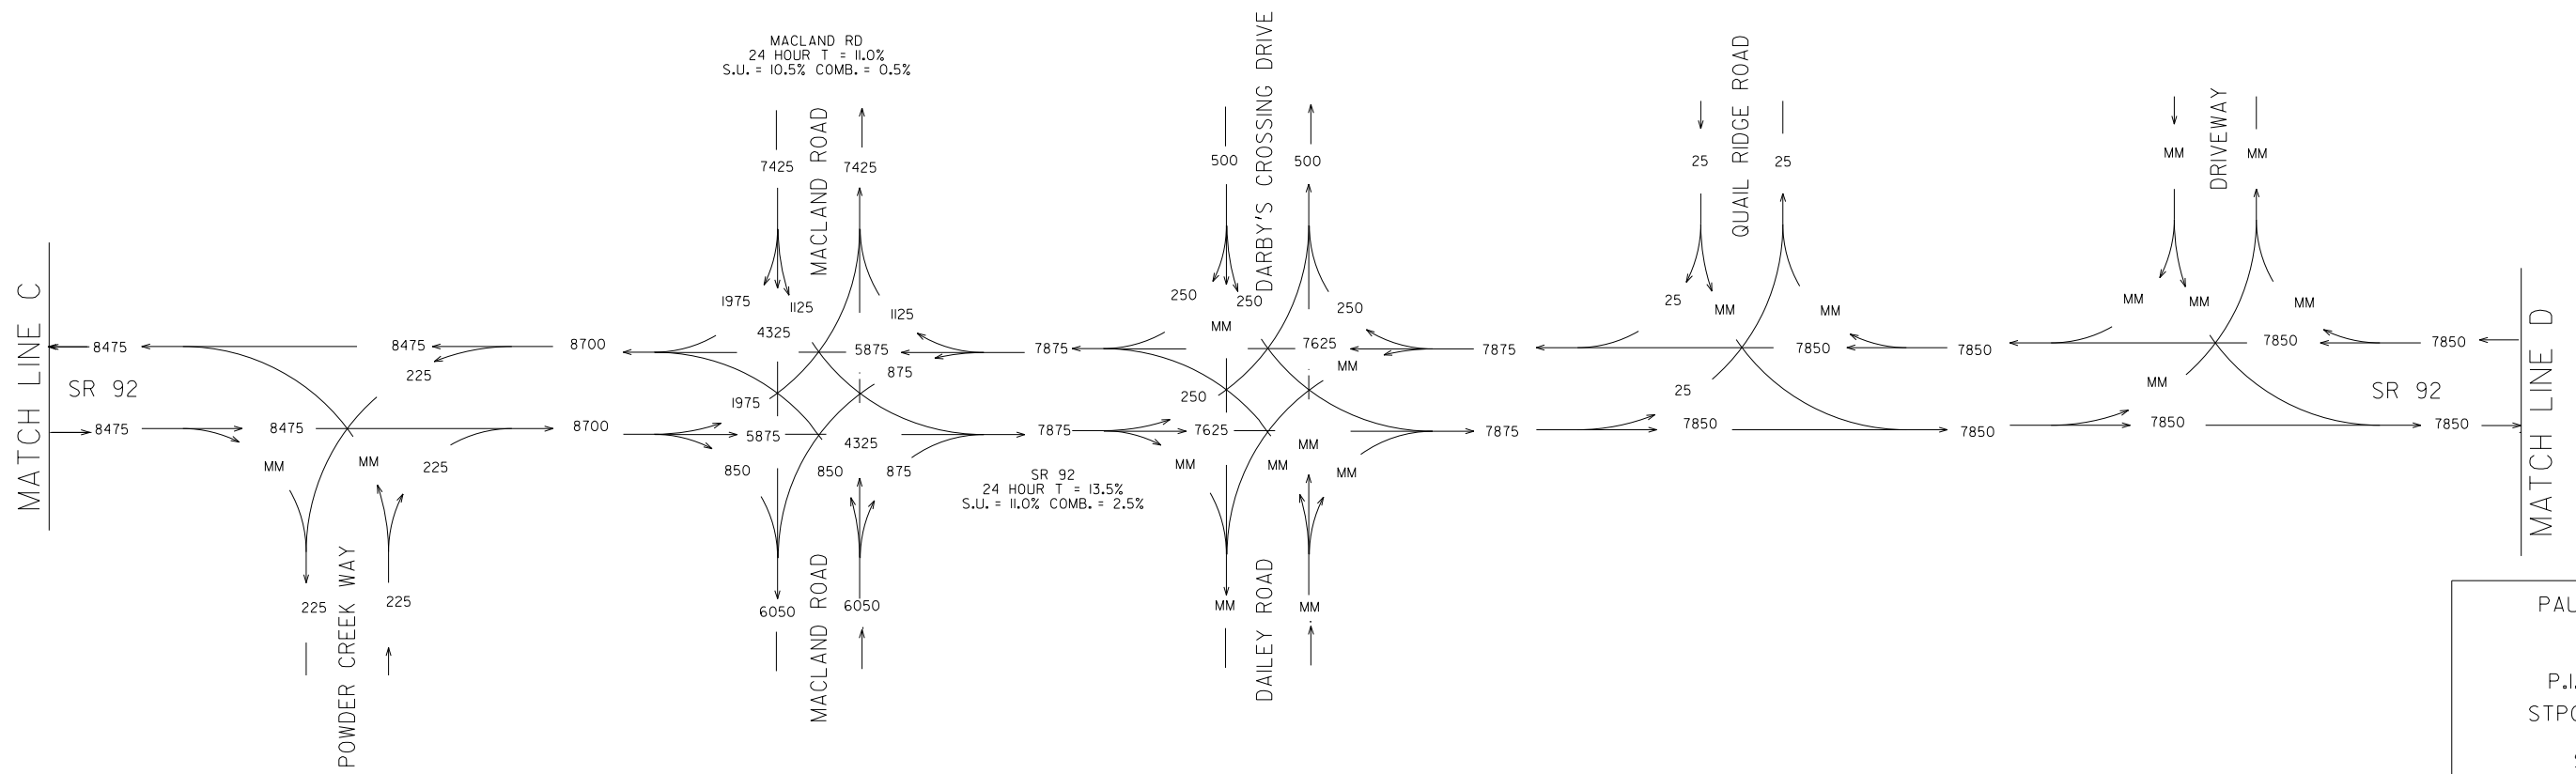 MACLAND RD
24 HOUR T = 11.0%
S.U. = 10.5% COMB. = 0.5%
MACLAND ROAD
DARBY'S CROSSING DRIVE
QUAIL RIDGE ROAD
DRIVEWAY
7425
7425
500
500
25
25
MM
MM
MATCH LINE C
MATCH LINE D
1975
1125
4325
1125
250
250
MM
250
25
MM
MM
MM
MM
MM
8475
8475
225
8700
5875
875
7875
7625
MM
7875
7850
7850
7850
7850
SR 92
SR 92
1975
250
25
MM
8475
8475
8700
5875
4325
7875
7625
MM
7875
7850
7850
7850
7850
MM
MM
225
850
850
875
MM
MM
MM
SR 92
24 HOUR T = 13.5%
S.U. = 11.0% COMB. = 2.5%
225
225
6050
6050
MM
MM
POWDER CREEK WAY
MACLAND ROAD
DAILEY ROAD
PAU
P.I.